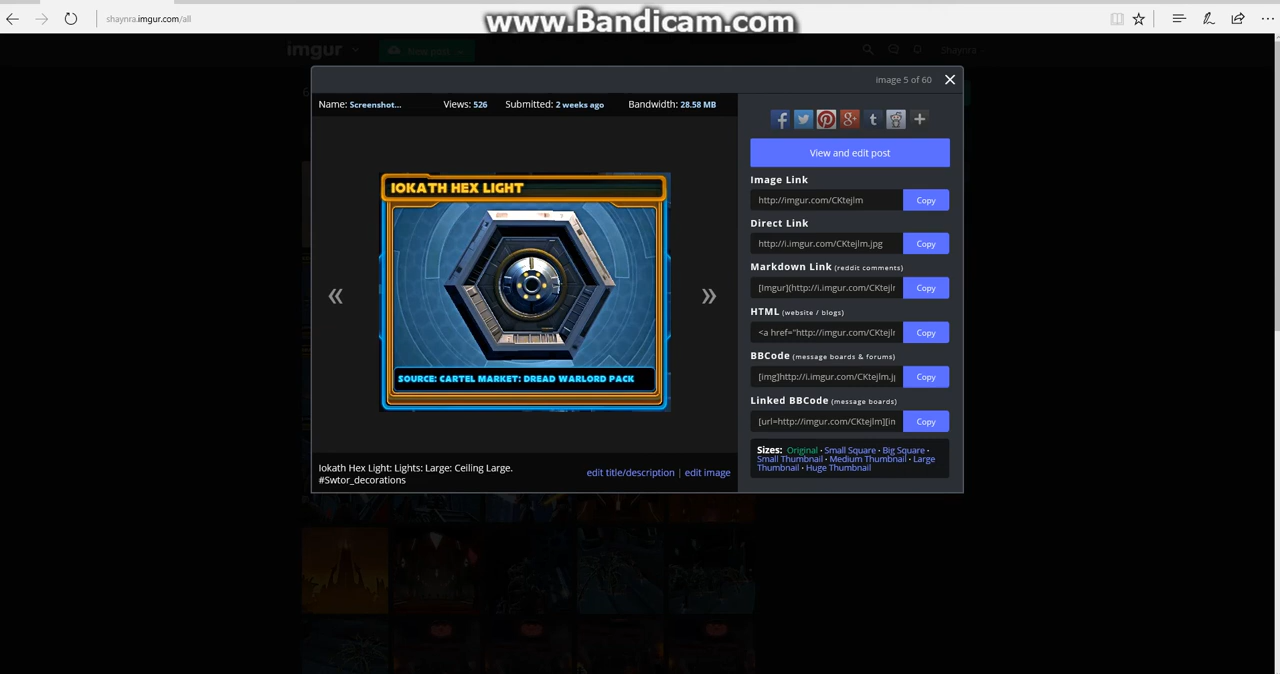 shaynra.imgur.com/all
www.Bandicam.com
imgur
New post
Shaynra
image 5 of 60
Name: Screenshot...
Views: 526
Submitted: 2 weeks ago
Bandwidth: 28.58 MB
IOKATH HEX LIGHT
SOURCE: CARTEL MARKET: DREAD WARLORD PACK
Iokath Hex Light: Lights: Large: Ceiling Large.
#Swtor_decorations
edit title/description | edit image
View and edit post
Image Link
http://imgur.com/CKtejlm
Copy
Direct Link
http://i.imgur.com/CKtejlm.jpg
Copy
Markdown Link (reddit comments)
[Imgur](http://i.imgur.com/CKtejlr
Copy
HTML (website / blogs)
<a href="http://imgur.com/CKtejlr
Copy
BBCode (message boards & forums)
[img]http://i.imgur.com/CKtejlm.j
Copy
Linked BBCode (message boards)
[url=http://imgur.com/CKtejlm][in
Copy
Sizes: Original · Small Square · Big Square ·
Small Thumbnail · Medium Thumbnail · Large
Thumbnail · Huge Thumbnail